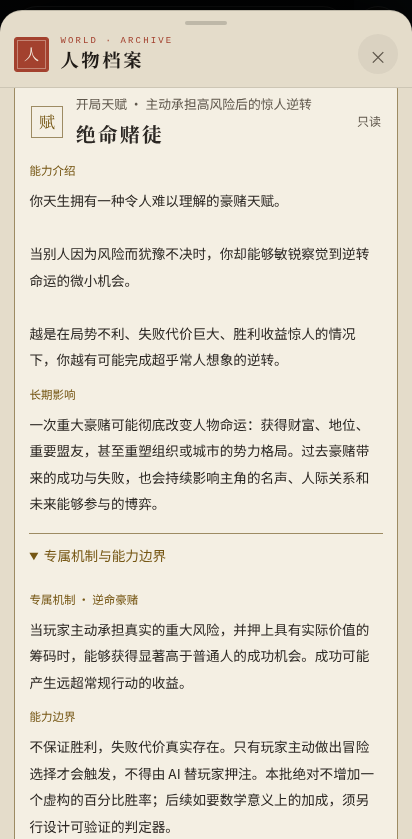 人
WORLD · ARCHIVE
人物档案
赋
开局天赋 · 主动承担高风险后的惊人逆转
绝命赌徒
只读
能力介绍
你天生拥有一种令人难以理解的豪赌天赋。
当别人因为风险而犹豫不决时，你却能够敏锐察觉到逆转
命运的微小机会。
越是在局势不利、失败代价巨大、胜利收益惊人的情况
下，你越有可能完成超乎常人想象的逆转。
长期影响
一次重大豪赌可能彻底改变人物命运：获得财富、地位、
重要盟友，甚至重塑组织或城市的势力格局。过去豪赌带
来的成功与失败，也会持续影响主角的名声、人际关系和
未来能够参与的博弈。
▼ 专属机制与能力边界
专属机制 · 逆命豪赌
当玩家主动承担真实的重大风险，并押上具有实际价值的
筹码时，能够获得显著高于普通人的成功机会。成功可能
产生远超常规行动的收益。
能力边界
不保证胜利，失败代价真实存在。只有玩家主动做出冒险
选择才会触发，不得由 AI 替玩家押注。本批绝对不增加一
个虚构的百分比胜率；后续如要数学意义上的加成，须另
行设计可验证的判定器。